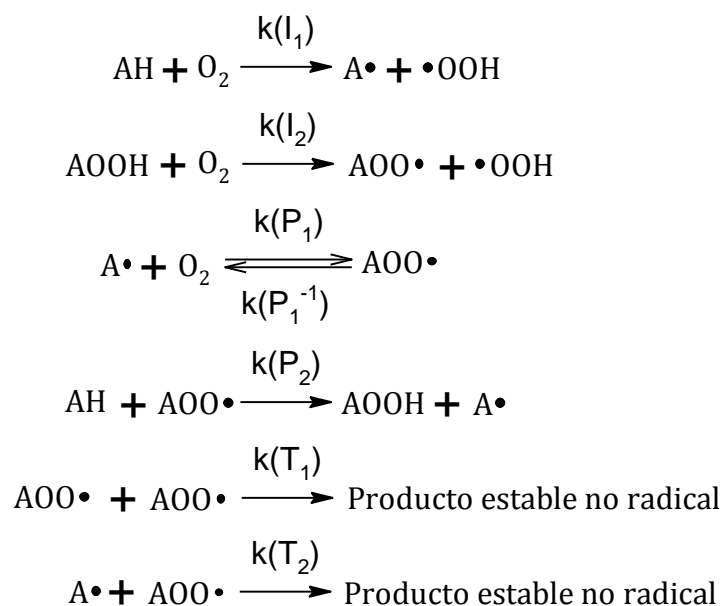 k(I₁)
AH + O₂ ⟶ A• + •OOH
k(I₂)
AOOH + O₂ ⟶ AOO• + •OOH
k(P₁)
A• + O₂ ⇌ AOO•
k(P₁⁻¹)
k(P₂)
AH + AOO• ⟶ AOOH + A•
k(T₁)
AOO• + AOO• ⟶ Producto estable no radical
k(T₂)
A• + AOO• ⟶ Producto estable no radical